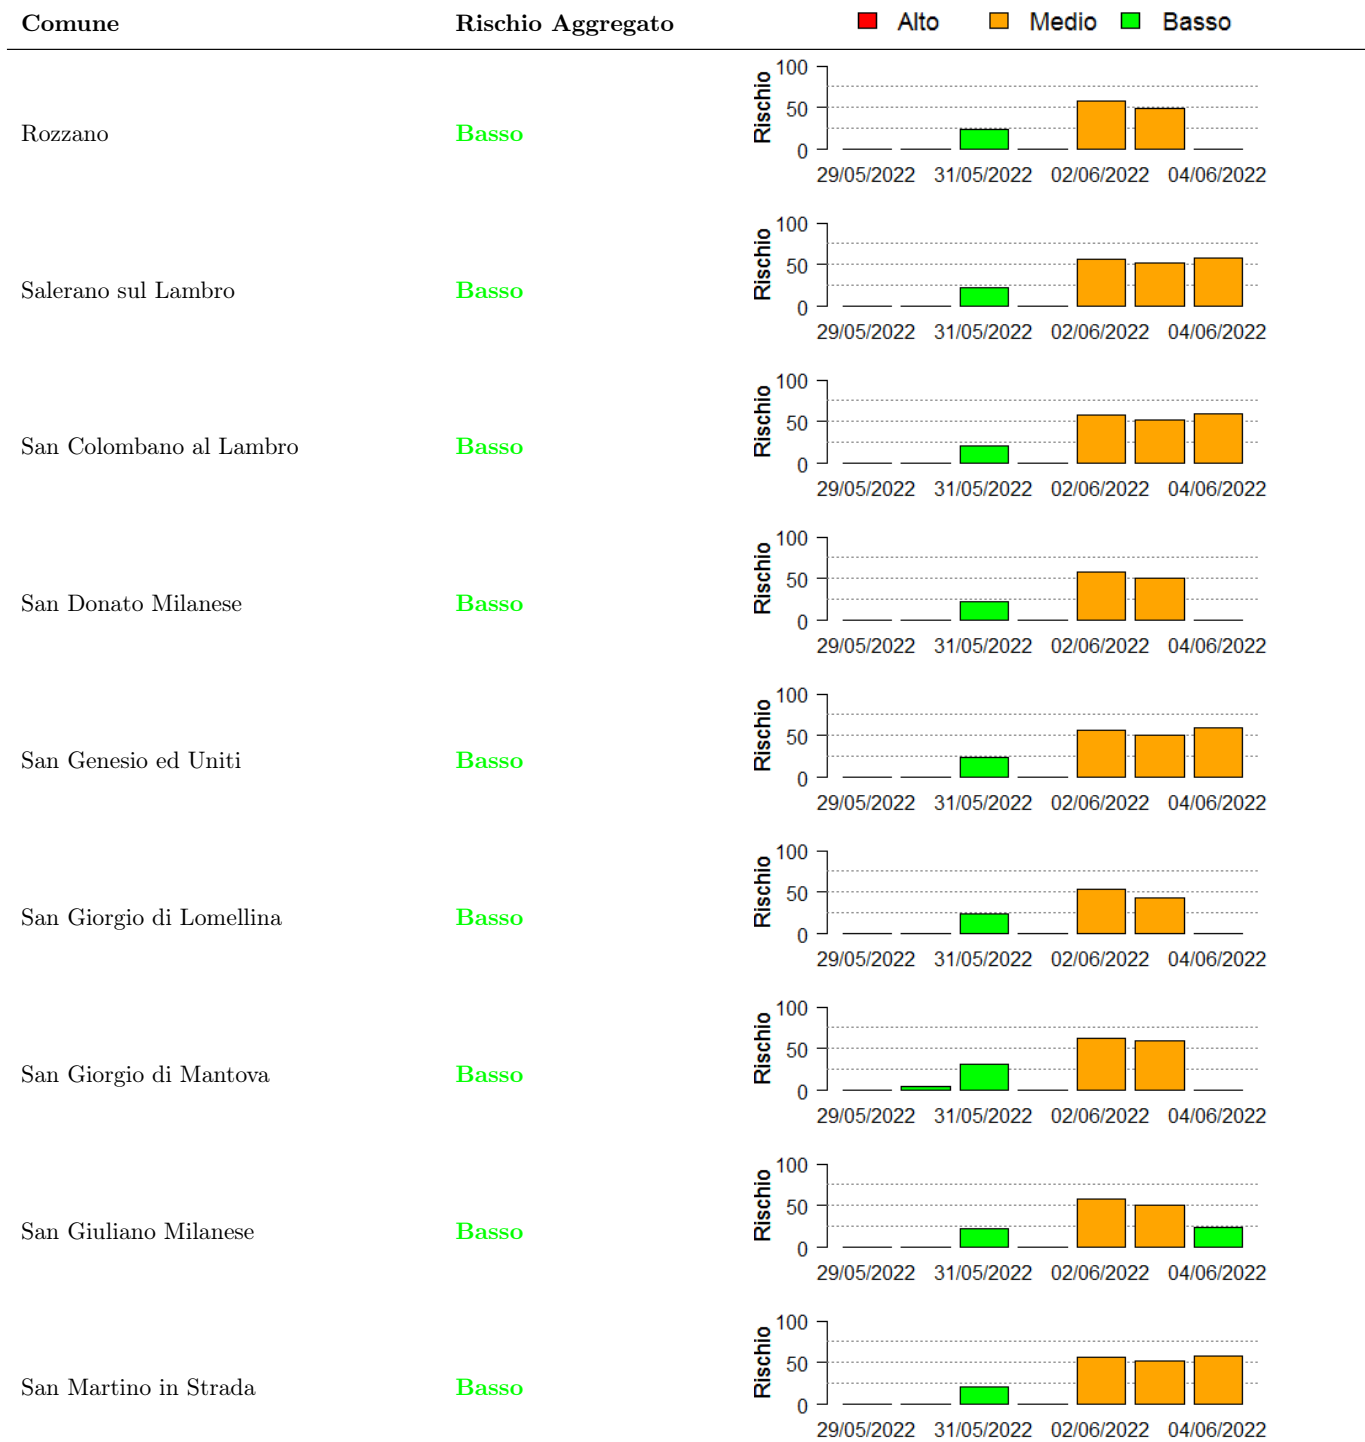 Comune Rischio Aggregato Alto Medio Basso
100
50
0
Rischio
Rozzano Basso
29/05/2022 31/05/2022 02/06/2022 04/06/2022
100
50
0
Rischio
Salerano sul Lambro Basso
29/05/2022 31/05/2022 02/06/2022 04/06/2022
100
50
0
Rischio
San Colombano al Lambro Basso
29/05/2022 31/05/2022 02/06/2022 04/06/2022
100
50
0
Rischio
San Donato Milanese Basso
29/05/2022 31/05/2022 02/06/2022 04/06/2022
100
50
0
Rischio
San Genesio ed Uniti Basso
29/05/2022 31/05/2022 02/06/2022 04/06/2022
100
50
0
Rischio
San Giorgio di Lomellina Basso
29/05/2022 31/05/2022 02/06/2022 04/06/2022
100
50
0
Rischio
San Giorgio di Mantova Basso
29/05/2022 31/05/2022 02/06/2022 04/06/2022
100
50
0
Rischio
San Giuliano Milanese Basso
29/05/2022 31/05/2022 02/06/2022 04/06/2022
100
50
0
Rischio
San Martino in Strada Basso
29/05/2022 31/05/2022 02/06/2022 04/06/2022